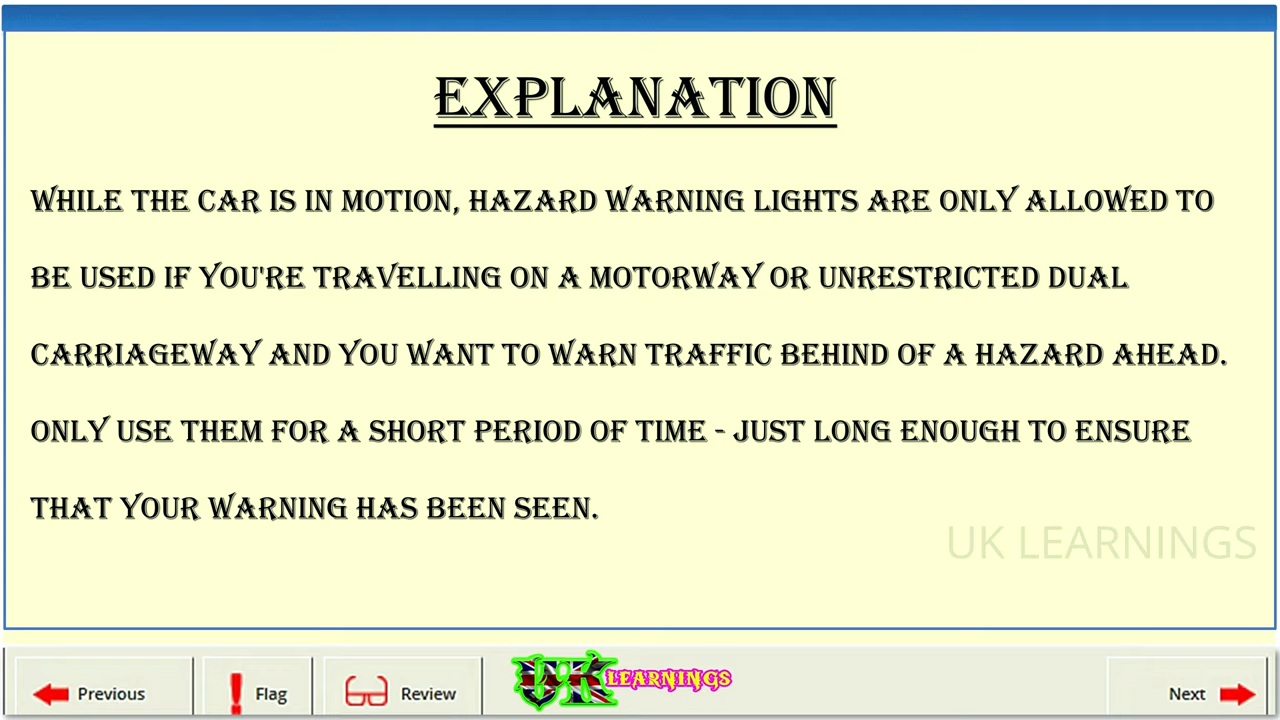 EXPLANATION
WHILE THE CAR IS IN MOTION, HAZARD WARNING LIGHTS ARE ONLY ALLOWED TO
BE USED IF YOU'RE TRAVELLING ON A MOTORWAY OR UNRESTRICTED DUAL
CARRIAGEWAY AND YOU WANT TO WARN TRAFFIC BEHIND OF A HAZARD AHEAD.
ONLY USE THEM FOR A SHORT PERIOD OF TIME - JUST LONG ENOUGH TO ENSURE
THAT YOUR WARNING HAS BEEN SEEN.
UK LEARNINGS
Previous
Flag
Review
UK LEARNINGS
Next